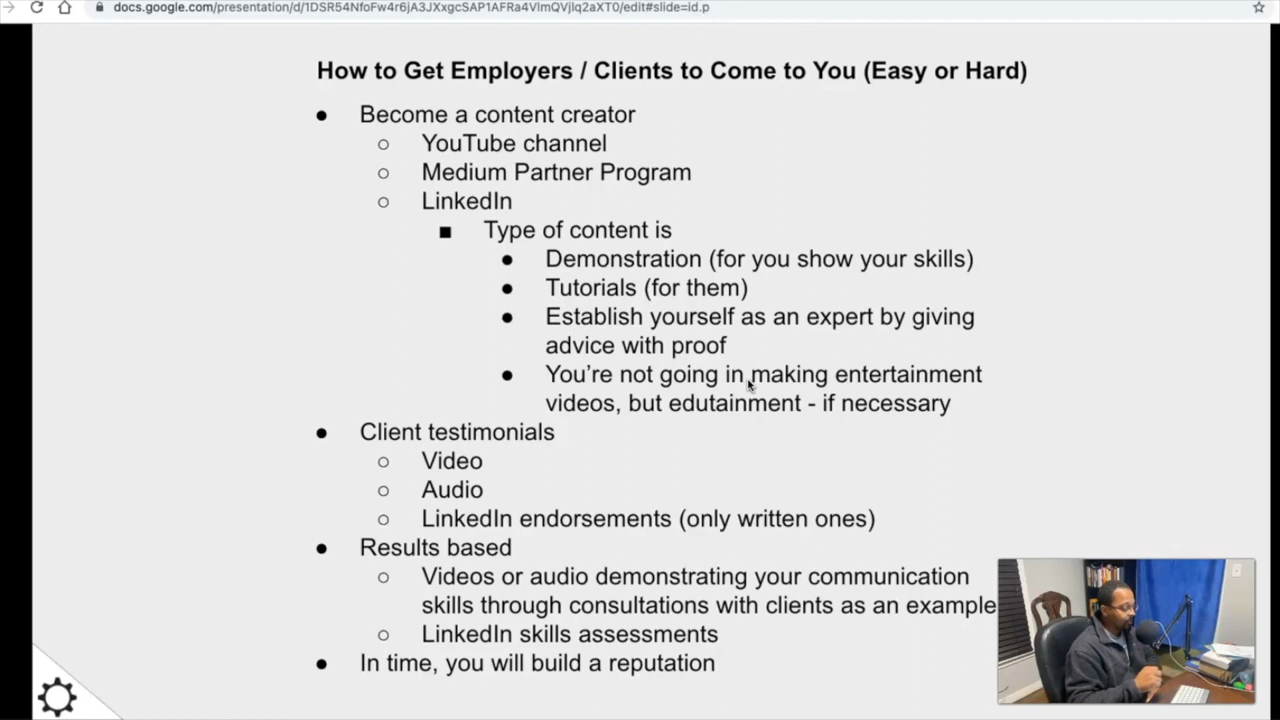 docs.google.com/presentation/d/1DSR54NfoFw4r6jA3JXxgcSAP1AFRa4VlmQVjlq2aXT0/edit#slide=id.p
How to Get Employers / Clients to Come to You (Easy or Hard)
● Become a content creator
○ YouTube channel
○ Medium Partner Program
○ LinkedIn
■ Type of content is
● Demonstration (for you show your skills)
● Tutorials (for them)
● Establish yourself as an expert by giving
advice with proof
● You’re not going in making entertainment
videos, but edutainment - if necessary
● Client testimonials
○ Video
○ Audio
○ LinkedIn endorsements (only written ones)
● Results based
○ Videos or audio demonstrating your communication
skills through consultations with clients as an example
○ LinkedIn skills assessments
● In time, you will build a reputation